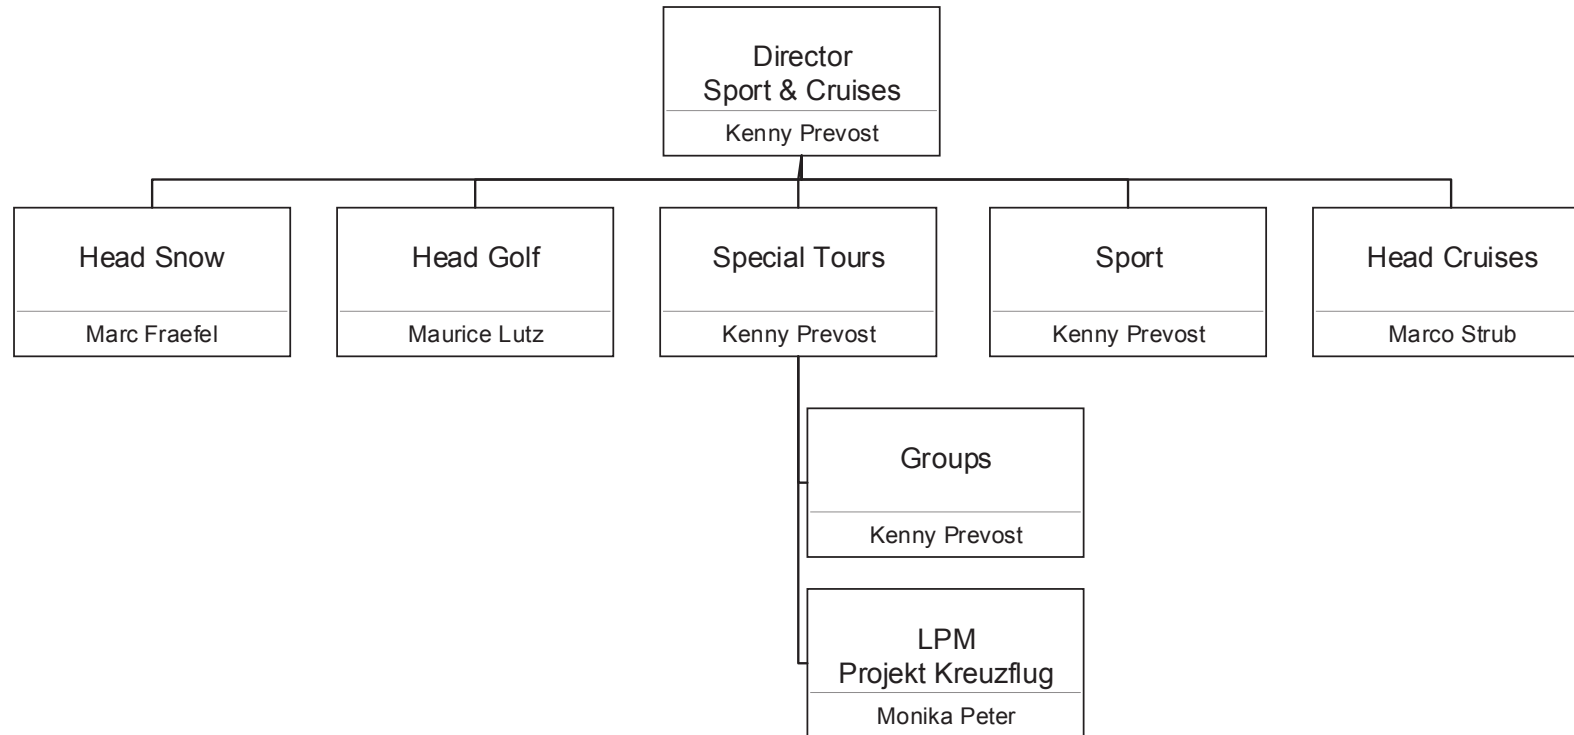 Director
Sport & Cruises
Kenny Prevost
Head Snow
Marc Fraefel
Head Golf
Maurice Lutz
Special Tours
Kenny Prevost
Sport
Kenny Prevost
Head Cruises
Marco Strub
Groups
Kenny Prevost
LPM
Projekt Kreuzflug
Monika Peter